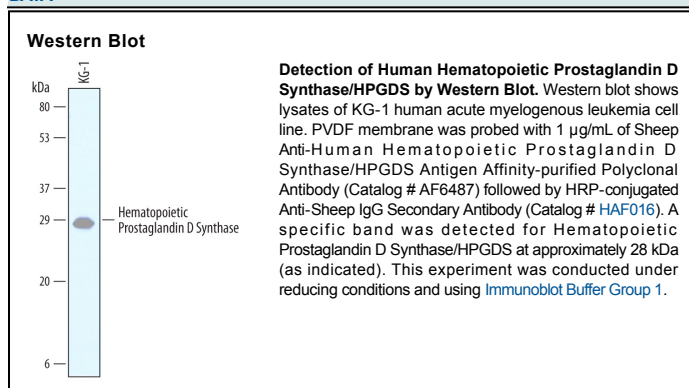 Western Blot
KG-1
kDa
80
53
37
29
20
6
Hematopoietic
Prostaglandin D Synthase
Detection of Human Hematopoietic Prostaglandin D
Synthase/HPGDS by Western Blot. Western blot shows
lysates of KG-1 human acute myelogenous leukemia cell
line. PVDF membrane was probed with 1 µg/mL of Sheep
Anti-Human Hematopoietic Prostaglandin D
Synthase/HPGDS Antigen Affinity-purified Polyclonal
Antibody (Catalog # AF6487) followed by HRP-conjugated
Anti-Sheep IgG Secondary Antibody (Catalog # HAF016). A
specific band was detected for Hematopoietic
Prostaglandin D Synthase/HPGDS at approximately 28 kDa
(as indicated). This experiment was conducted under
reducing conditions and using Immunoblot Buffer Group 1.